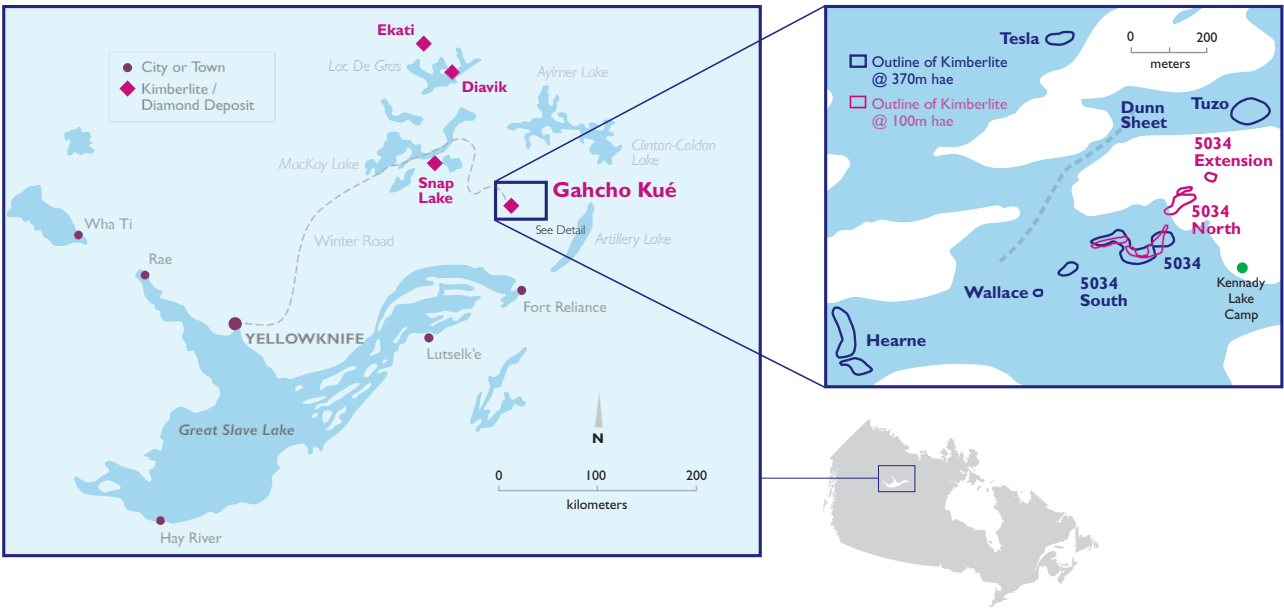 Ekati
City or Town
Kimberlite /
Diamond Deposit
Lac De Gras
Diavik
Aylmer Lake
Clinton-Coldon
Lake
MacKay Lake
Snap
Lake
Gahcho Kué
See Detail
Artillery Lake
Wha Ti
Winter Road
Rae
Fort Reliance
YELLOWKNIFE
Lutselk'e
Great Slave Lake
N
0 100 200
kilometers
Hay River
Tesla
0 200
meters
Outline of Kimberlite
@ 370m hae
Outline of Kimberlite
@ 100m hae
Dunn
Sheet
Tuzo
5034
Extension
5034
North
5034
5034
South
Wallace
Kennady
Lake
Camp
Hearne